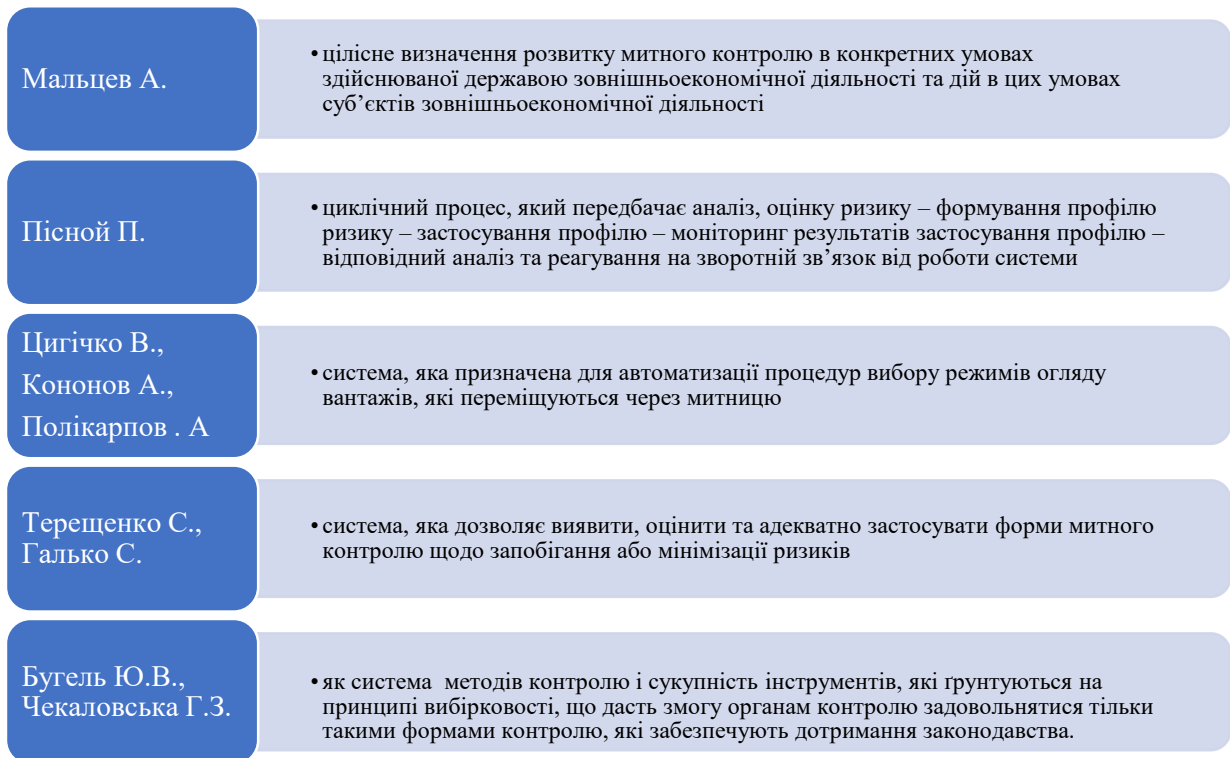 Мальцев А.
• цілісне визначення розвитку митного контролю в конкретних умовах
здійснюваної державою зовнішньоекономічної діяльності та дій в цих умовах
суб’єктів зовнішньоекономічної діяльності
Пісной П.
• циклічний процес, який передбачає аналіз, оцінку ризику – формування профілю
ризику – застосування профілю – моніторинг результатів застосування профілю –
відповідний аналіз та реагування на зворотній зв’язок від роботи системи
Цигічко В.,
Кононов А.,
Полікарпов . А
• система, яка призначена для автоматизації процедур вибору режимів огляду
вантажів, які переміщуються через митницю
Терещенко С.,
Галько С.
• система, яка дозволяє виявити, оцінити та адекватно застосувати форми митного
контролю щодо запобігання або мінімізації ризиків
Бугель Ю.В.,
Чекаловська Г.З.
• як система методів контролю і сукупність інструментів, які ґрунтуються на
принципі вибірковості, що дасть змогу органам контролю задовольнятися тільки
такими формами контролю, які забезпечують дотримання законодавства.